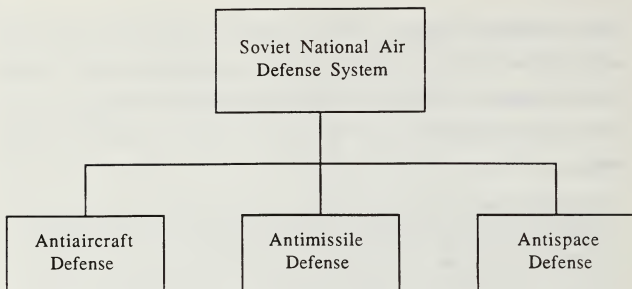 Soviet National Air
Defense System
Antiaircraft
Defense
Antimissile
Defense
Antispace
Defense